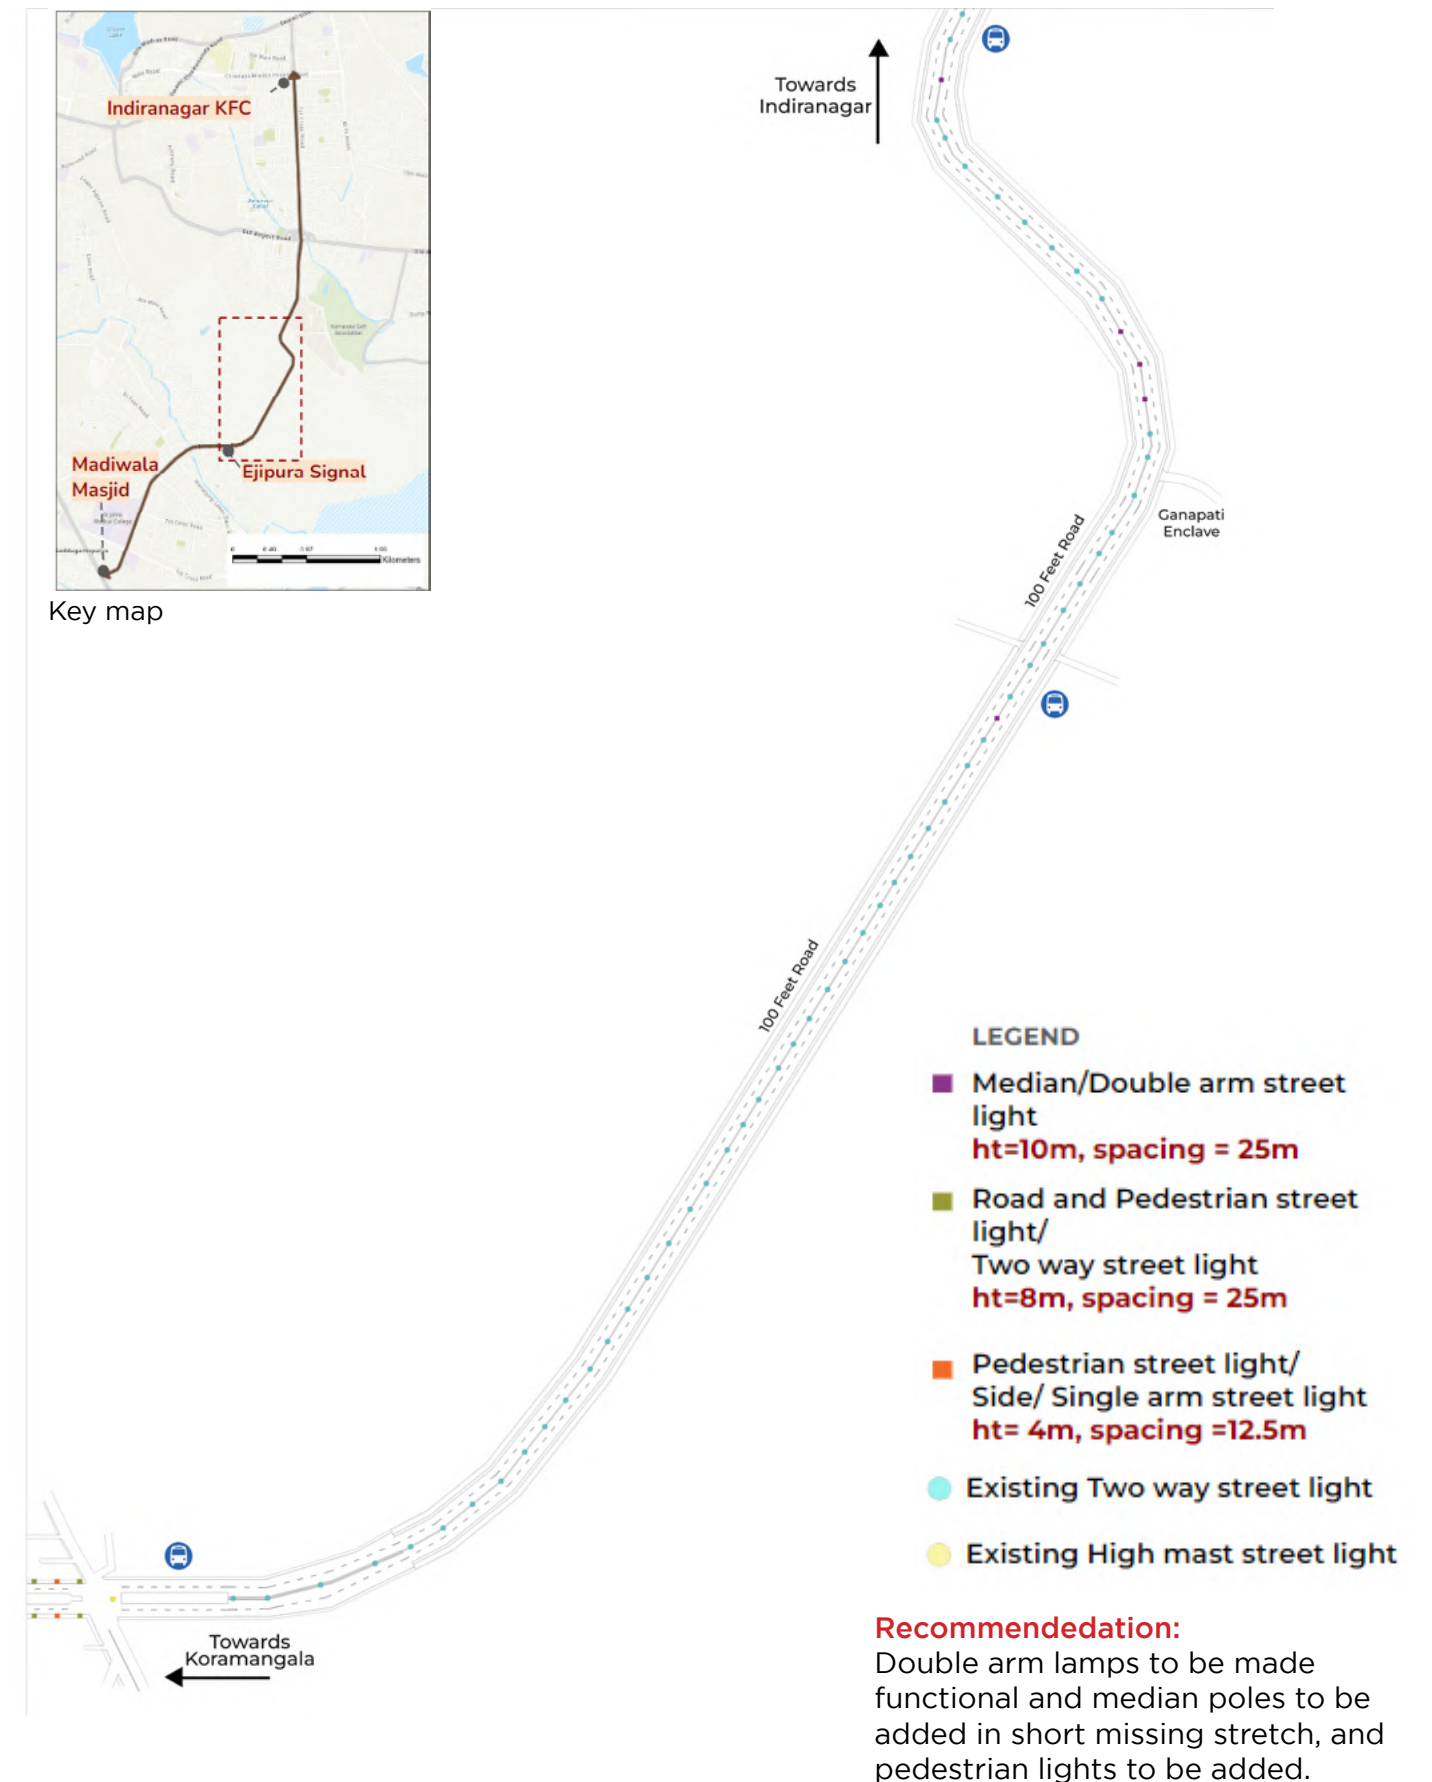 Indiranagar KFC
Madiwala
Masjid
Ejipura Signal
Kilometers
Key map
Towards
Indiranagar
Ganapati
Enclave
100 Feet Road
100 Feet Road
LEGEND
Median/Double arm street
light
ht=10m, spacing = 25m
Road and Pedestrian street
light/
Two way street light
ht=8m, spacing = 25m
Pedestrian street light/
Side/ Single arm street light
ht= 4m, spacing =12.5m
Existing Two way street light
Existing High mast street light
Towards
Koramangala
Recommendedation:
Double arm lamps to be made
functional and median poles to be
added in short missing stretch, and
pedestrian lights to be added.